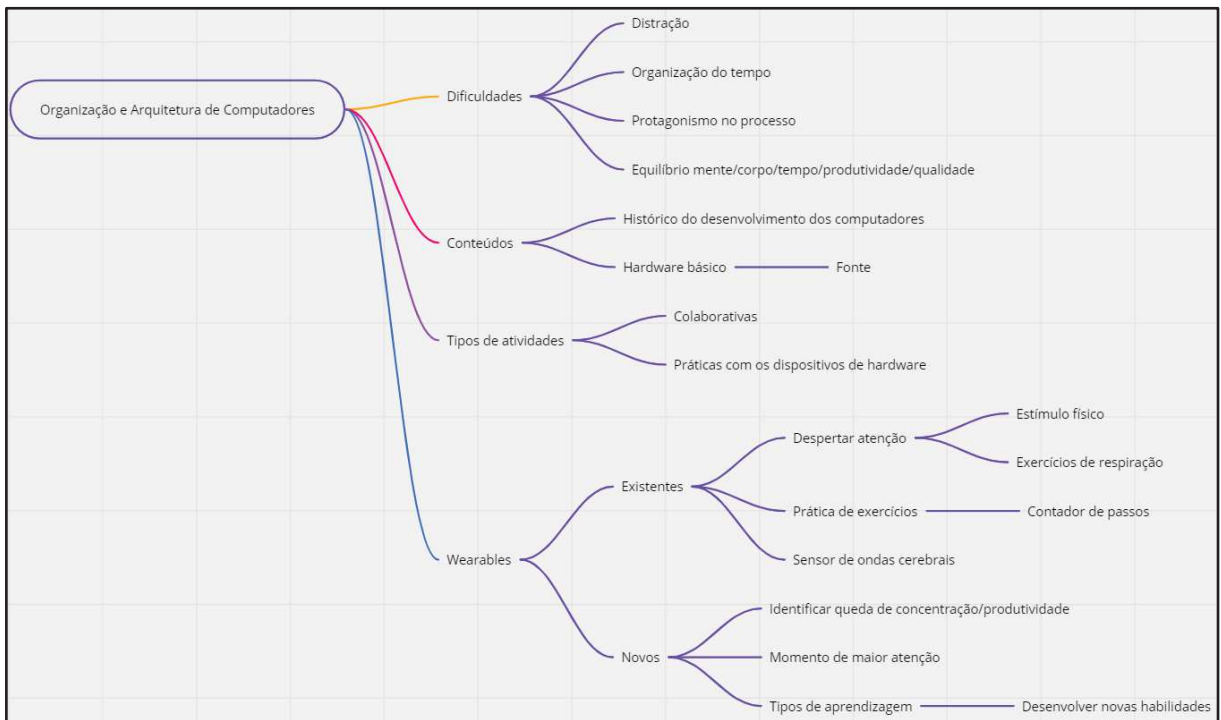 Organização e Arquitetura de Computadores
Dificuldades
Distração
Organização do tempo
Protagonismo no processo
Equilíbrio mente/corpo/tempo/produtividade/qualidade
Conteúdos
Histórico do desenvolvimento dos computadores
Hardware básico
Fonte
Tipos de atividades
Colaborativas
Práticas com os dispositivos de hardware
Wearables
Existentes
Despertar atenção
Estímulo físico
Exercícios de respiração
Prática de exercícios
Contador de passos
Sensor de ondas cerebrais
Novos
Identificar queda de concentração/produtividade
Momento de maior atenção
Tipos de aprendizagem
Desenvolver novas habilidades